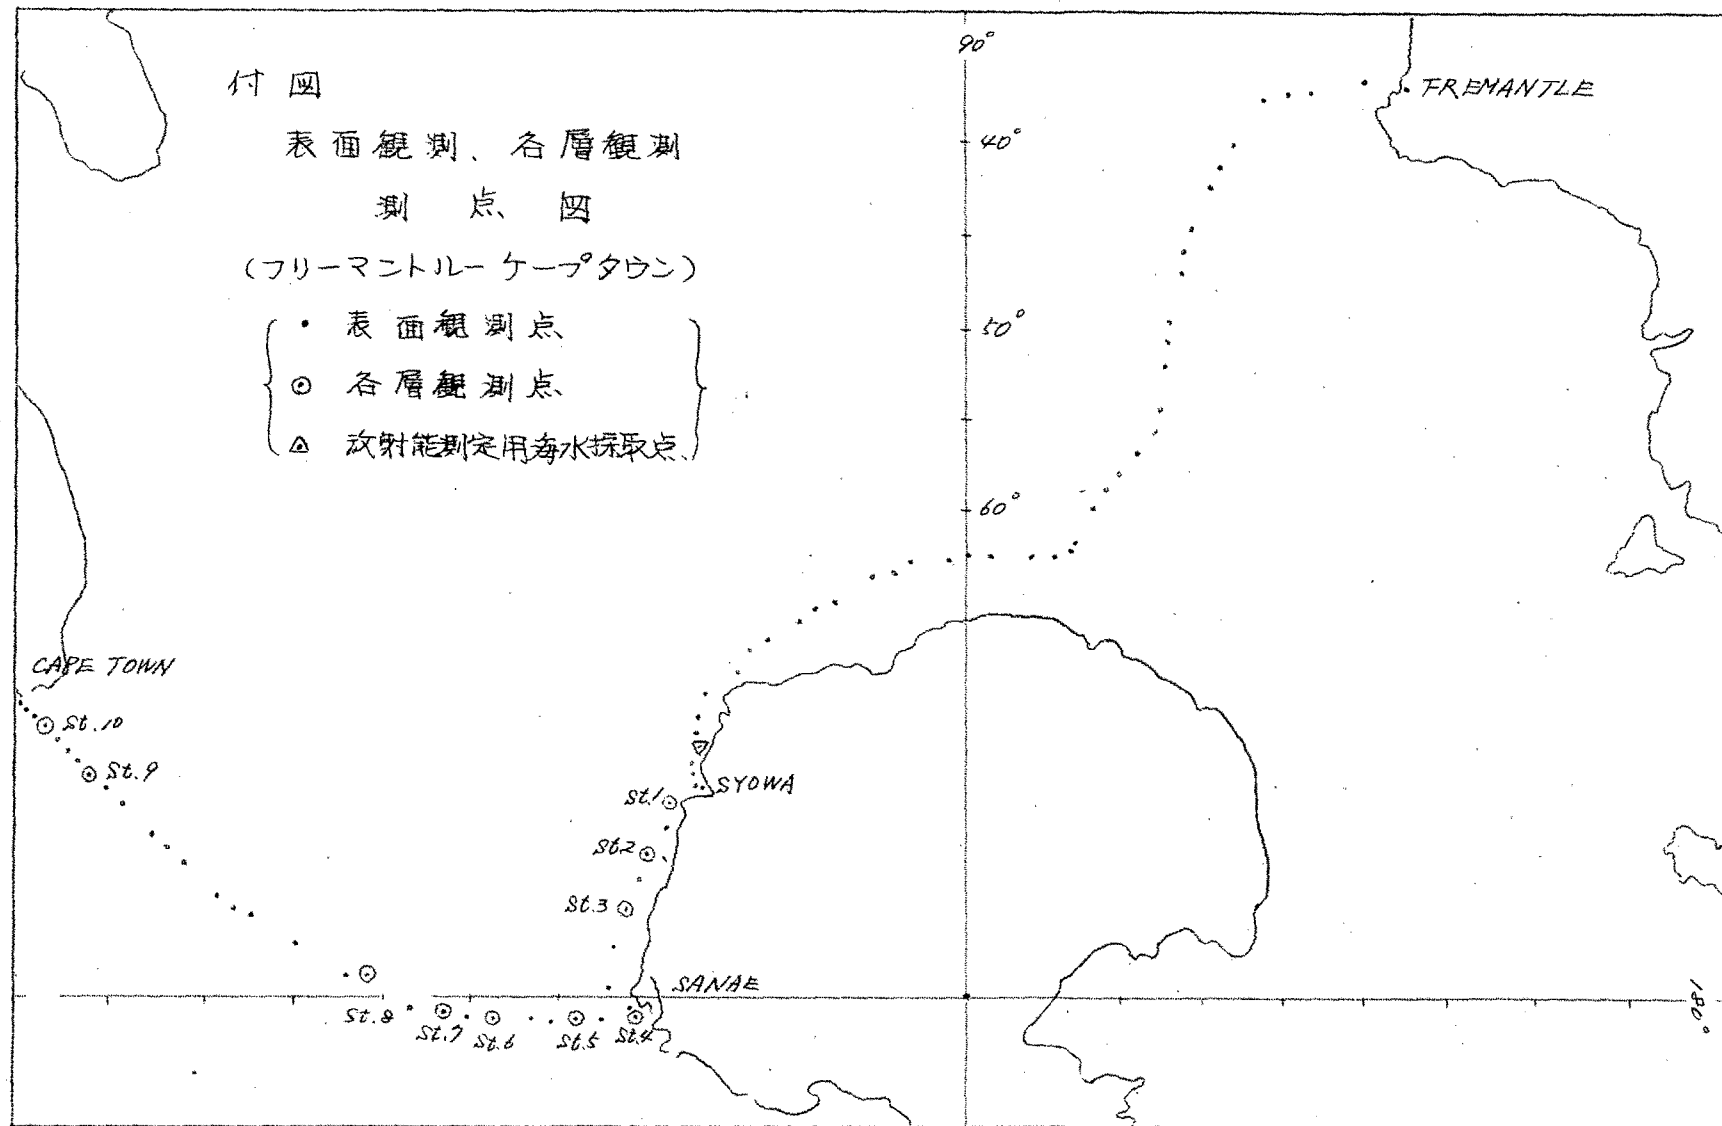 付図
表面観測、各層観測
測点図
(フリーマントルーケープタウン)
・ 表面観測点
⊙ 各層観測点
放射能測定用海水採取点
90°
FREMANTLE
40°
50°
60°
CAPE TOWN
St.10
St.9
St.1
SYOWA
St.2
St.3
SANAE
St.8
St.7
St.6
St.5
St.4
180°